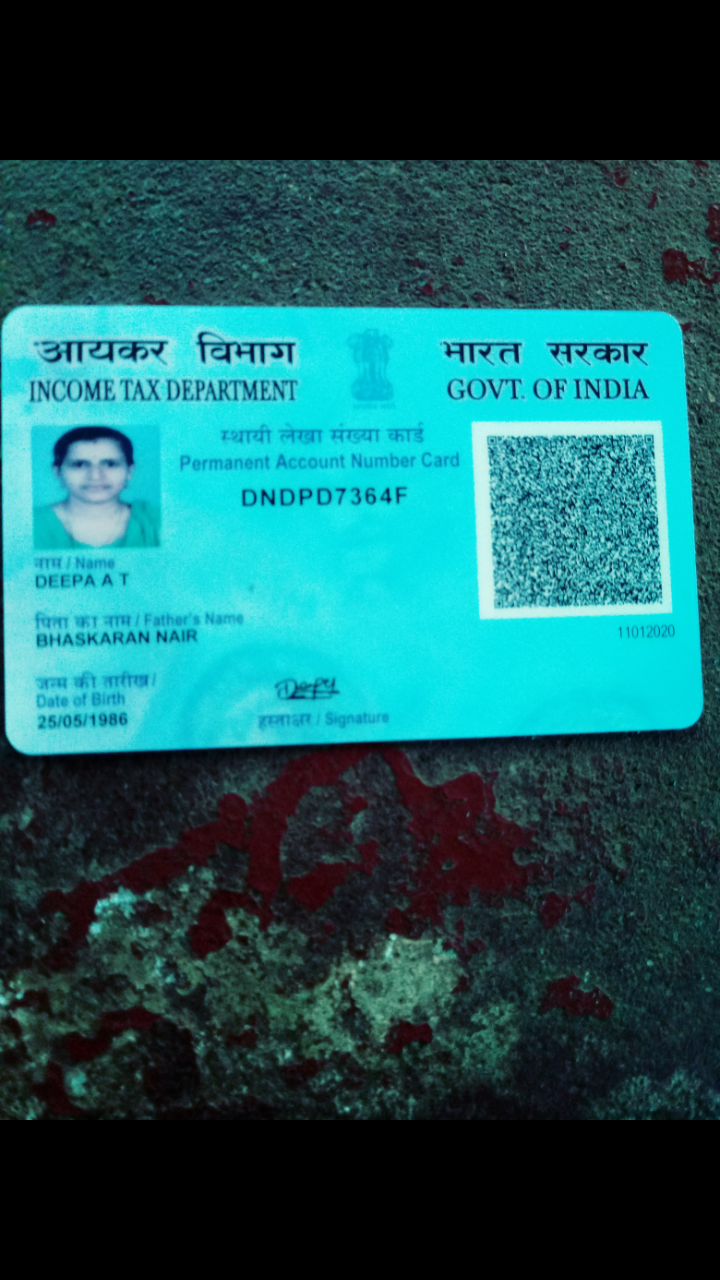 आयकर विभाग
INCOME TAX DEPARTMENT
भारत सरकार
GOVT. OF INDIA
स्थायी लेखा संख्या कार्ड
Permanent Account Number Card
DNDPD7364F
नाम / Name
DEEPA A T
पिता का नाम / Father's Name
BHASKARAN NAIR
जन्म की तारीख /
Date of Birth
25/05/1986
हस्ताक्षर / Signature
11012020